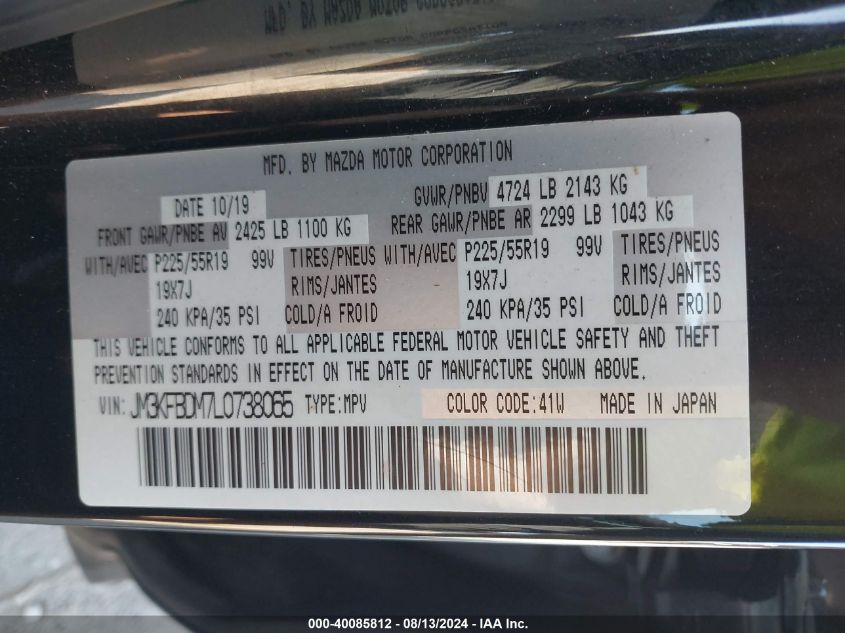 MFD. BY MAZDA MOTOR CORPORATION
DATE 10/19 GVWR/PNBV 4724 LB 2143 KG
FRONT GAWR/PNBE AV 2425 LB 1100 KG REAR GAWR/PNBE AR 2299 LB 1043 KG
WITH/AVEC P225/55R19 99V TIRES/PNEUS WITH/AVEC P225/55R19 99V TIRES/PNEUS
19X7J RIMS/JANTES 19X7J RIMS/JANTES
240 KPA/35 PSI COLD/A FROID 240 KPA/35 PSI COLD/A FROID
THIS VEHICLE CONFORMS TO ALL APPLICABLE FEDERAL MOTOR VEHICLE SAFETY AND THEFT
PREVENTION STANDARDS IN EFFECT ON THE DATE OF MANUFACTURE SHOWN ABOVE.
VIN: JM3KFBDM7L0738065 TYPE:MPV COLOR CODE:41W MADE IN JAPAN
000-40085812 - 08/13/2024 - IAA Inc.